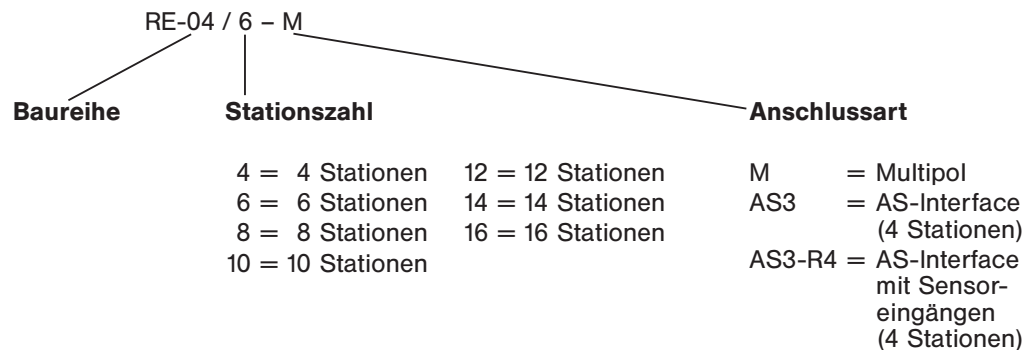 RE-04 / 6 – M
Baureihe
Stationszahl
4 = 4 Stationen
6 = 6 Stationen
8 = 8 Stationen
10 = 10 Stationen
12 = 12 Stationen
14 = 14 Stationen
16 = 16 Stationen
Anschlussart
M = Multipol
AS3 = AS-Interface
(4 Stationen)
AS3-R4 = AS-Interface
mit Sensor-
eingängen
(4 Stationen)